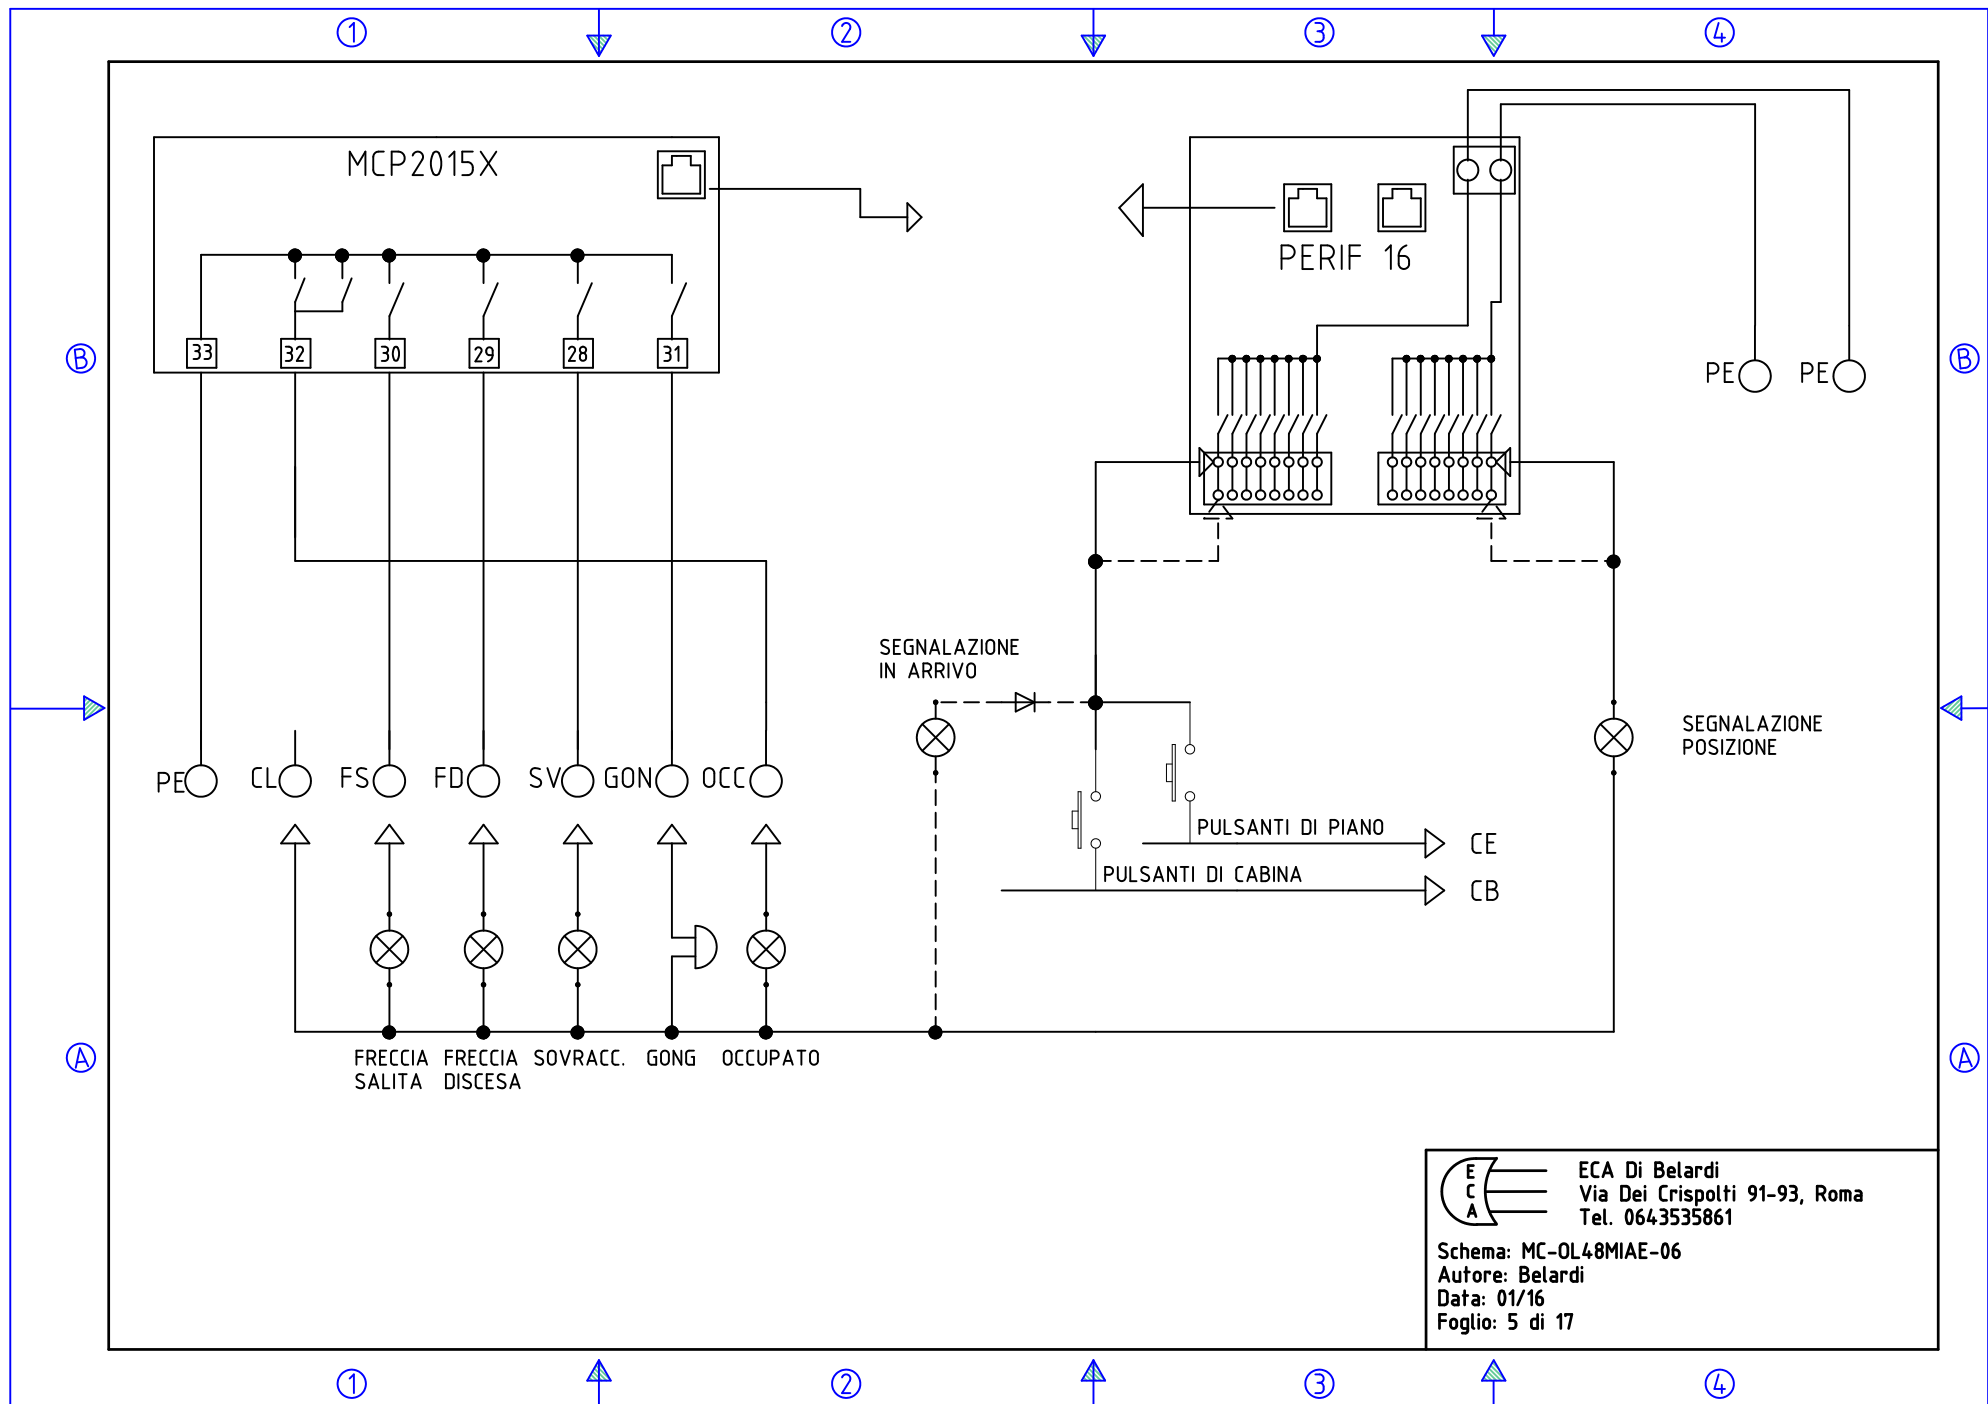 1 2 3 4
MCP2015X
PERIF 16
33 32 30 29 28 31
B B
PE PE
SEGNALAZIONE
IN ARRIVO
SEGNALAZIONE
POSIZIONE
PE CL FS FD SV GON OCC
PULSANTI DI PIANO CE
PULSANTI DI CABINA CB
A A
FRECCIA
SALITA
FRECCIA
DISCESA
SOVRACC.
GONG
OCCUPATO
E
C
A
ECA Di Belardi
Via Dei Crispolti 91-93, Roma
Tel. 0643535861
Schema: MC-OL48MIAE-06
Autore: Belardi
Data: 01/16
Foglio: 5 di 17
1 2 3 4